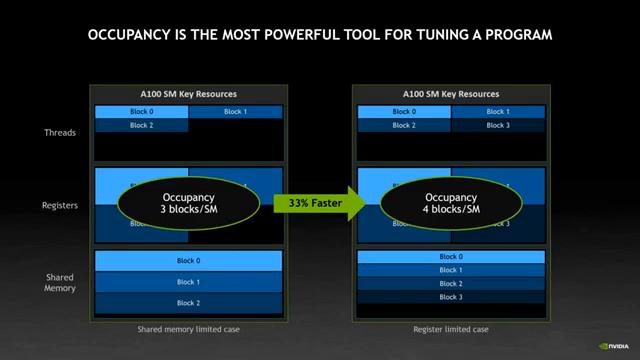 OCCUPANCY IS THE MOST POWERFUL TOOL FOR TUNING A PROGRAM
A100 SM Key Resources
A100 SM Key Resources
Threads
Block 0
Block 1
Block 2
Block 0
Block 1
Block 2
Block 3
Registers
Occupancy
3 blocks/SM
33% Faster
Occupancy
4 blocks/SM
Shared
Memory
Block 0
Block 1
Block 2
Block 0
Block 1
Block 2
Block 3
Shared memory limited case
Register limited case
NVIDIA